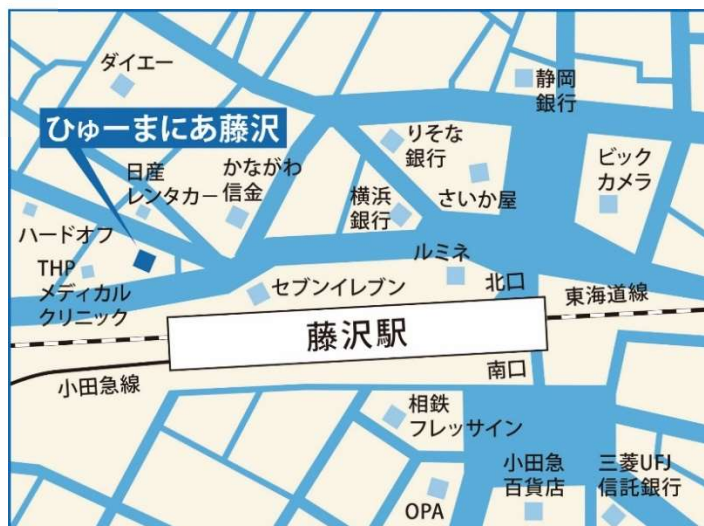 ダイエー
静岡
銀行
ひゅーまにあ藤沢
りそな
銀行
ビック
カメラ
日産
レンタカー
かながわ
信金
横浜
銀行
さいか屋
ハードオフ
THP
メディカル
クリニック
セブンイレブン
ルミネ
北口
東海道線
藤沢駅
小田急線
南口
相鉄
フレッサイン
小田急
百貨店
三菱UFJ
信託銀行
OPA